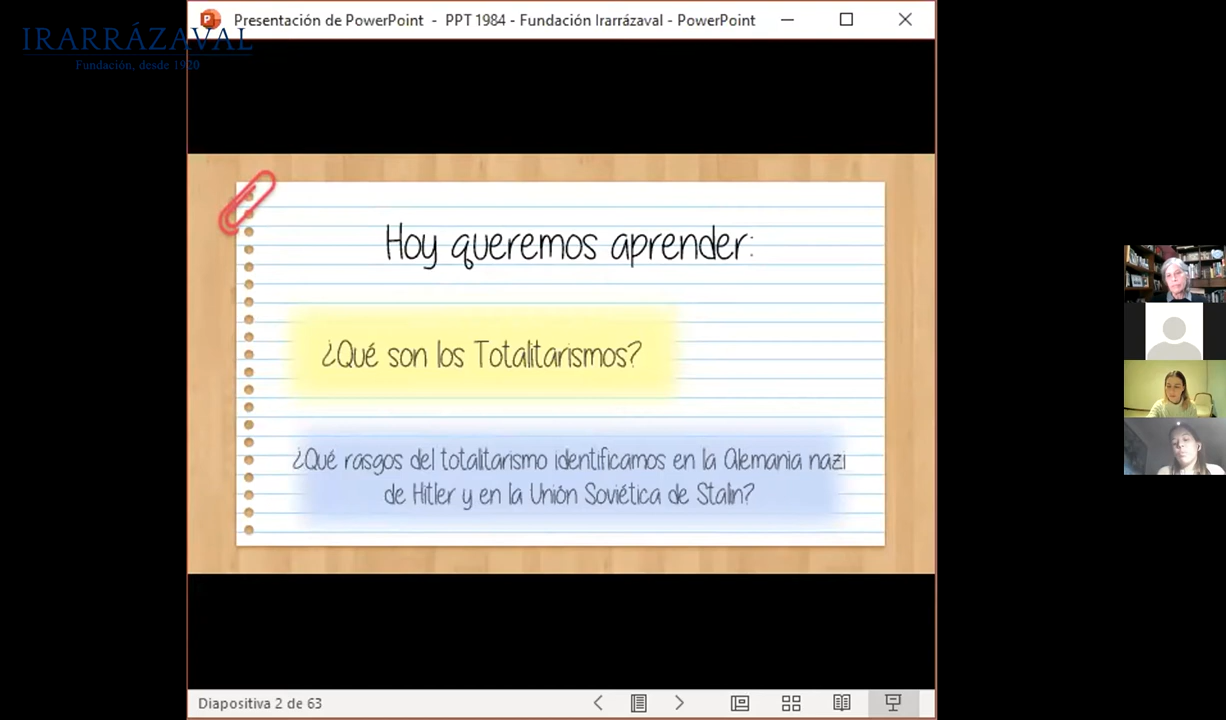 Presentación de PowerPoint - PPT 1984 - Fundación Irarrázaval - PowerPoint
IRARRÁZAVAL
Fundación, desde 1920
Hoy queremos aprender:
¿Qué son los Totalitarismos?
¿Qué rasgos del totalitarismo identificamos en la Alemania nazi
de Hitler y en la Unión Soviética de Stalin?
Diapositiva 2 de 63